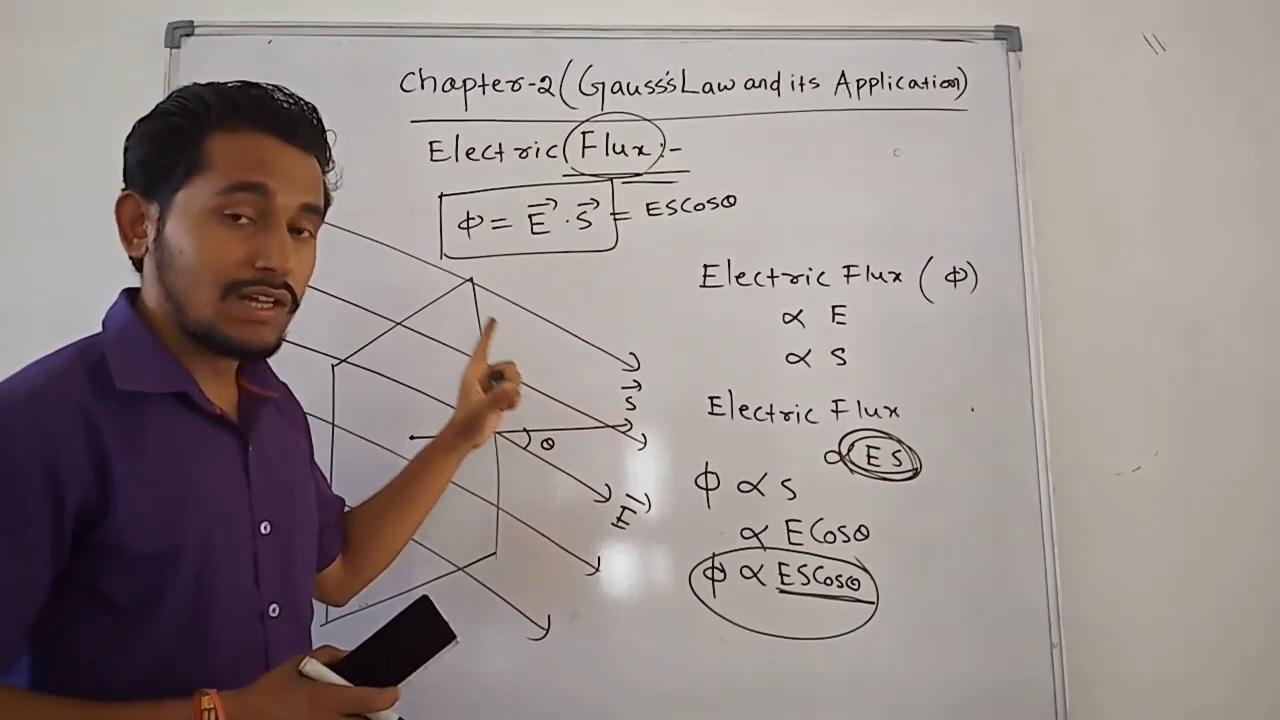 Chapter-2 (Gauss's Law and its Application)
Electric Flux :-
Φ = E⃗ · S⃗ = ESCosθ
Electric Flux (Φ)
∝ E
∝ S
S⃗
Electric Flux
∝ ES
θ
Φ ∝ S
E⃗
∝ ECosθ
Φ ∝ ESCosθ